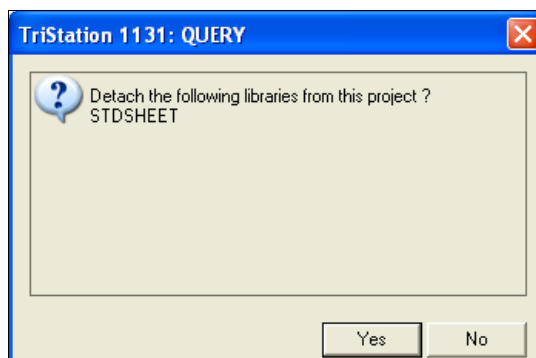 TriStation 1131: QUERY
Detach the following libraries from this project ?
STDSHEET
Yes
No